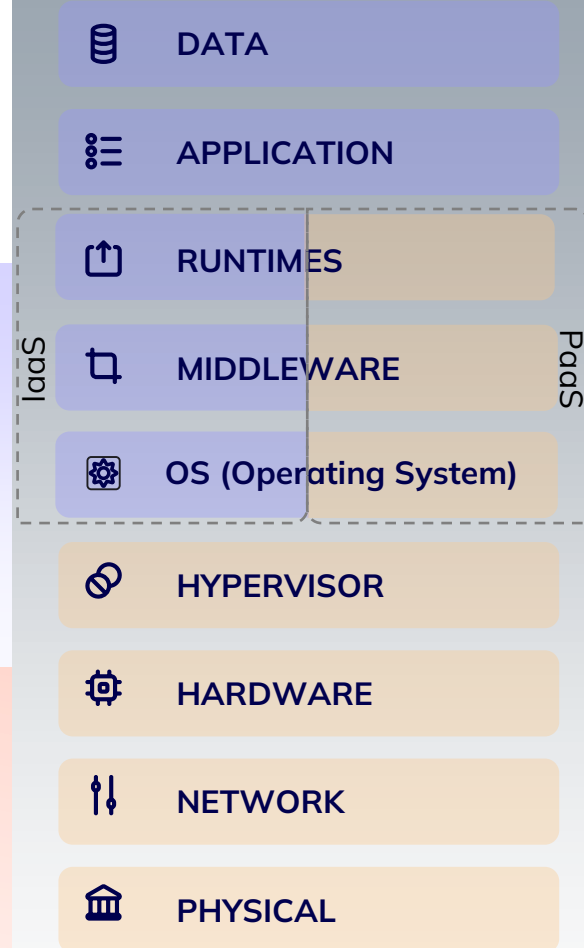 DATA
APPLICATION
RUNTIMES
IaaS
MIDDLEWARE
PaaS
OS (Operating System)
HYPERVISOR
HARDWARE
NETWORK
PHYSICAL